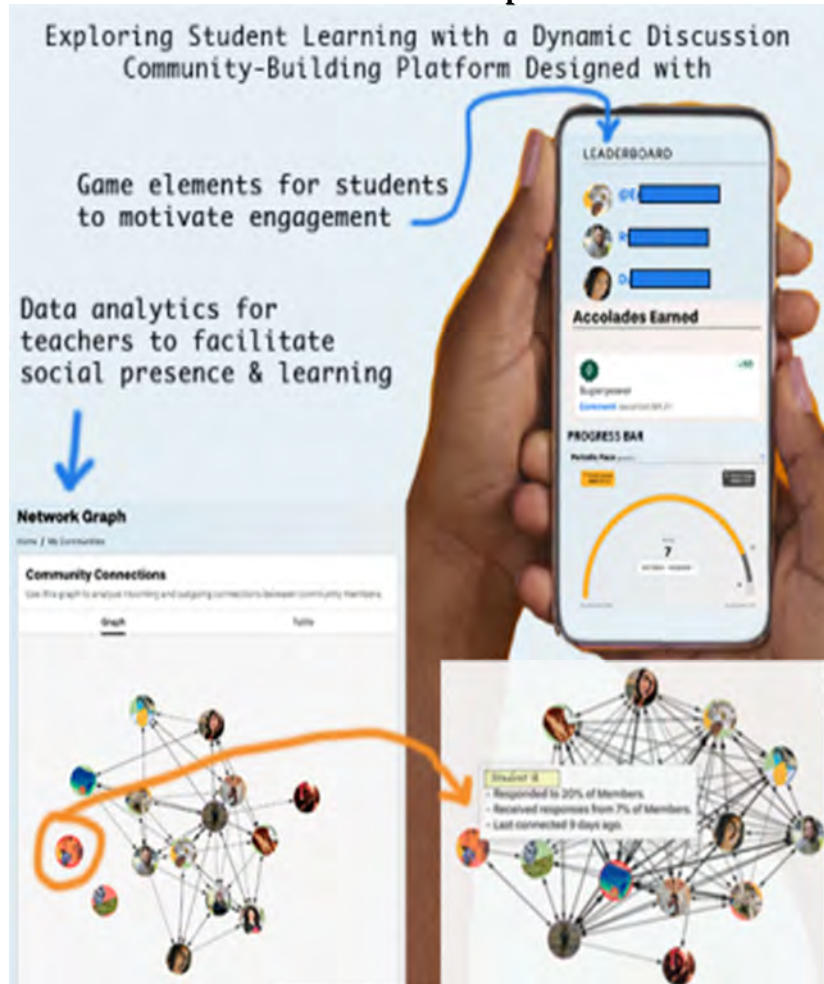 Exploring Student Learning with a Dynamic Discussion
Community-Building Platform Designed with
LEADERBOARD
Game elements for students
to motivate engagement
Accolades Earned
Data analytics for
teachers to facilitate
social presence & learning
Superpower
Comment
PROGRESS BAR
Periodic Pace
7
Network Graph
Home / My Communities
Community Connections
Use this graph to analyze incoming and outgoing connections between community members.
Graph
Table
- Responded to 20% of Members.
- Received responses from 7% of Members.
- Last connected 9 days ago.